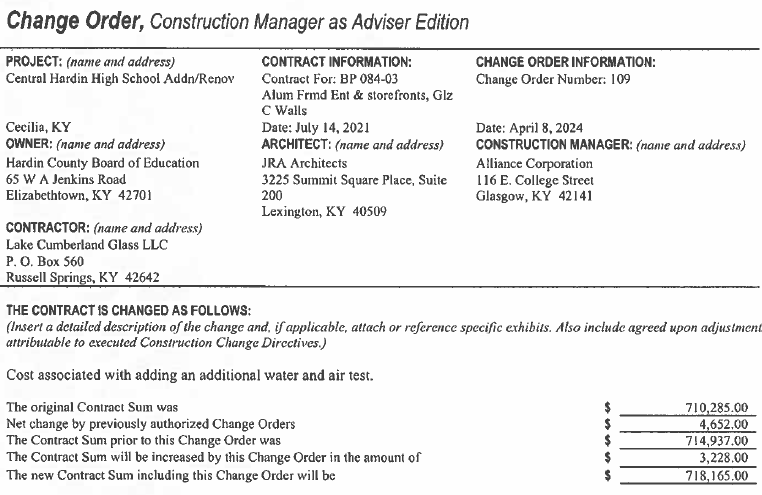 Change Order, Construction Manager as Adviser Edition
PROJECT: (name and address)
Central Hardin High School Addn/Renov
Cecilia, KY
CONTRACT INFORMATION:
Contract For: BP 084-03
Alum Frmd Ent & storefronts, Glz
C Walls
Date: July 14, 2021
CHANGE ORDER INFORMATION:
Change Order Number: 109
Date: April 8, 2024
OWNER: (name and address)
Hardin County Board of Education
65 W A Jenkins Road
Elizabethtown, KY 42701
ARCHITECT: (name and address)
JRA Architects
3225 Summit Square Place, Suite
200
Lexington, KY 40509
CONSTRUCTION MANAGER: (name and address)
Alliance Corporation
116 E. College Street
Glasgow, KY 42141
CONTRACTOR: (name and address)
Lake Cumberland Glass LLC
P. O. Box 560
Russell Springs, KY 42642
THE CONTRACT IS CHANGED AS FOLLOWS:
(Insert a detailed description of the change and, if applicable, attach or reference specific exhibits. Also include agreed upon adjustment
attributable to executed Construction Change Directives.)
Cost associated with adding an additional water and air test.
The original Contract Sum was $ 710,285.00
Net change by previously authorized Change Orders $ 4,652.00
The Contract Sum prior to this Change Order was $ 714,937.00
The Contract Sum will be increased by this Change Order in the amount of $ 3,228.00
The new Contract Sum including this Change Order will be $ 718,165.00